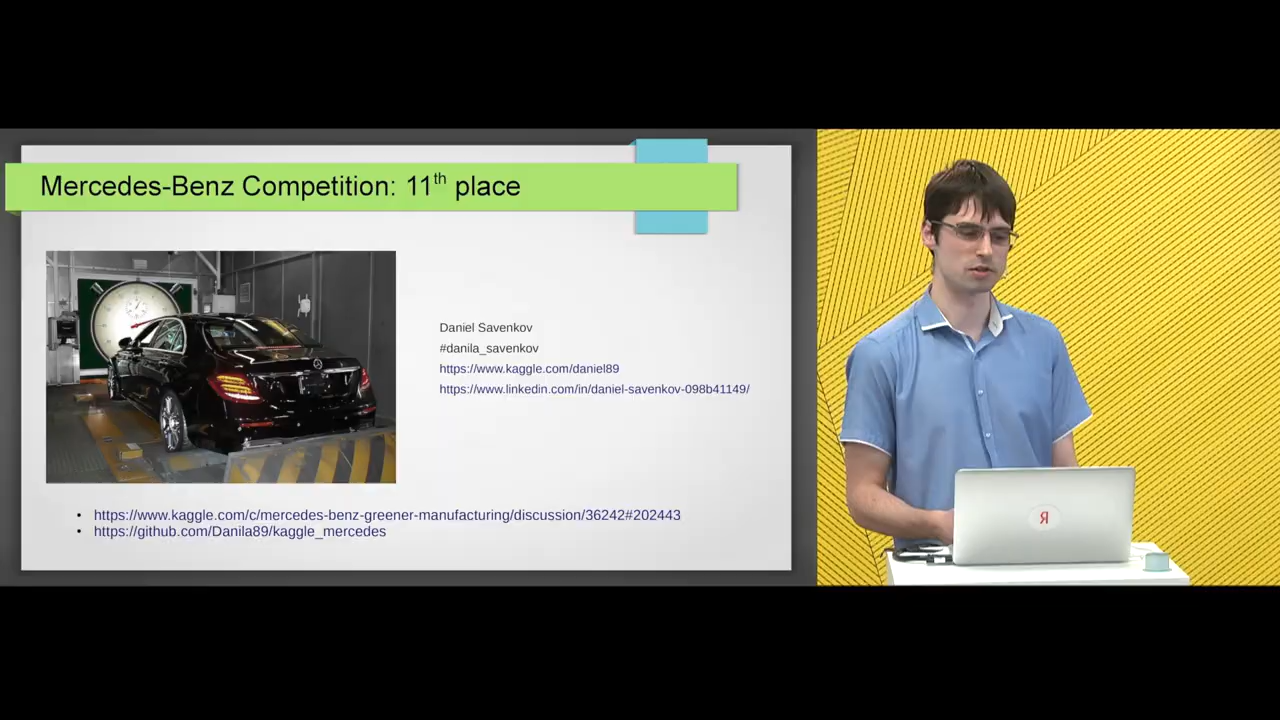 Mercedes-Benz Competition: 11th place
Daniel Savenkov
#danila_savenkov
https://www.kaggle.com/daniel89
https://www.linkedin.com/in/daniel-savenkov-098b41149/
https://www.kaggle.com/c/mercedes-benz-greener-manufacturing/discussion/36242#202443
https://github.com/Danila89/kaggle_mercedes
Я